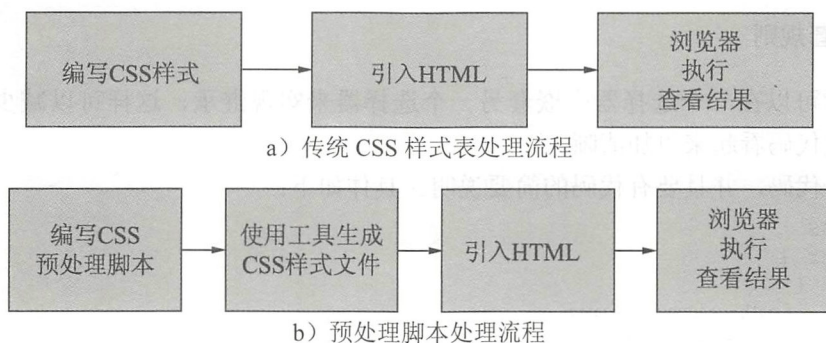 编写CSS样式
引入HTML
浏览器
执行
查看结果
a）传统 CSS 样式表处理流程
编写CSS
预处理脚本
使用工具生成
CSS样式文件
引入HTML
浏览器
执行
查看结果
b）预处理脚本处理流程